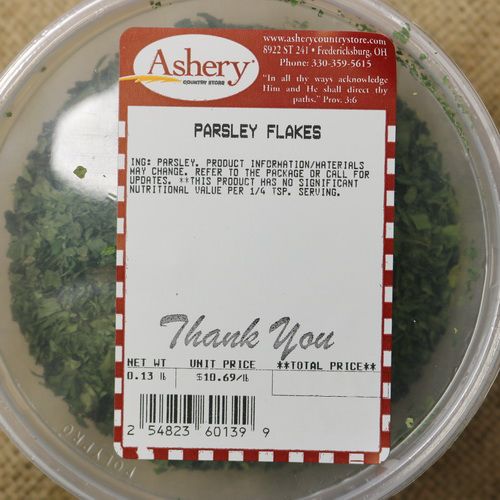 Ashery
COUNTRY STORE
www.asherycountrystore.com
8922 ST 241 • Fredericksburg, OH
Phone: 330-359-5615
"In all thy ways acknowledge
Him and He shall direct thy
paths." Prov. 3:6
PARSLEY FLAKES
ING: PARSLEY. PRODUCT INFORMATION/MATERIALS
MAY CHANGE. REFER TO THE PACKAGE OR CALL FOR
UPDATES. **THIS PRODUCT HAS NO SIGNIFICANT
NUTRITIONAL VALUE PER 1/4 TSP. SERVING.
Thank You
NET WT UNIT PRICE **TOTAL PRICE**
0.13 lb $10.69/lb
2 54823 60139 9